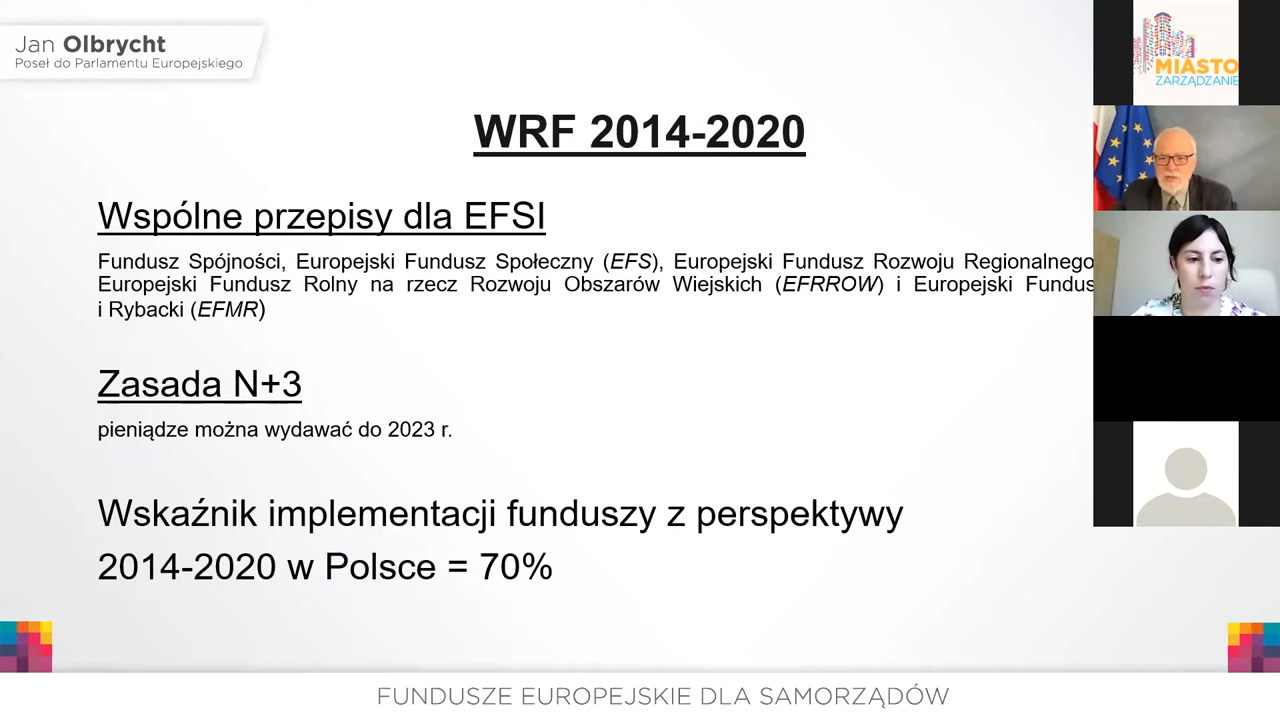 Jan Olbrycht
Poseł do Parlamentu Europejskiego
MIASTO
ZARZĄDZANIE
WRF 2014-2020
Wspólne przepisy dla EFSI
Fundusz Spójności, Europejski Fundusz Społeczny (EFS), Europejski Fundusz Rozwoju Regionalnego
Europejski Fundusz Rolny na rzecz Rozwoju Obszarów Wiejskich (EFRROW) i Europejski Fundus
i Rybacki (EFMR)
Zasada N+3
pieniądze można wydawać do 2023 r.
Wskaźnik implementacji funduszy z perspektywy
2014-2020 w Polsce = 70%
FUNDUSZE EUROPEJSKIE DLA SAMORZĄDÓW